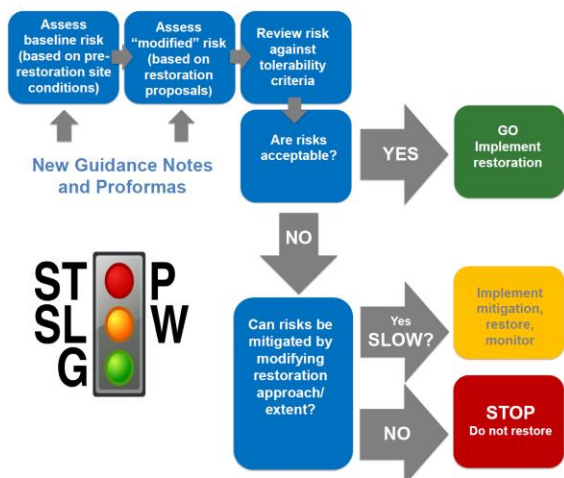 Assess
baseline risk
(based on pre-
restoration site
conditions)
Assess
“modified” risk
(based on
restoration
proposals)
Review risk
against
tolerability
criteria
Are risks
acceptable?
YES
GO
Implement
restoration
New Guidance Notes
and Proformas
NO
ST P
SL W
G
Can risks be
mitigated by
modifying
restoration
approach/
extent?
Yes
SLOW?
Implement
mitigation,
restore,
monitor
NO
STOP
Do not restore